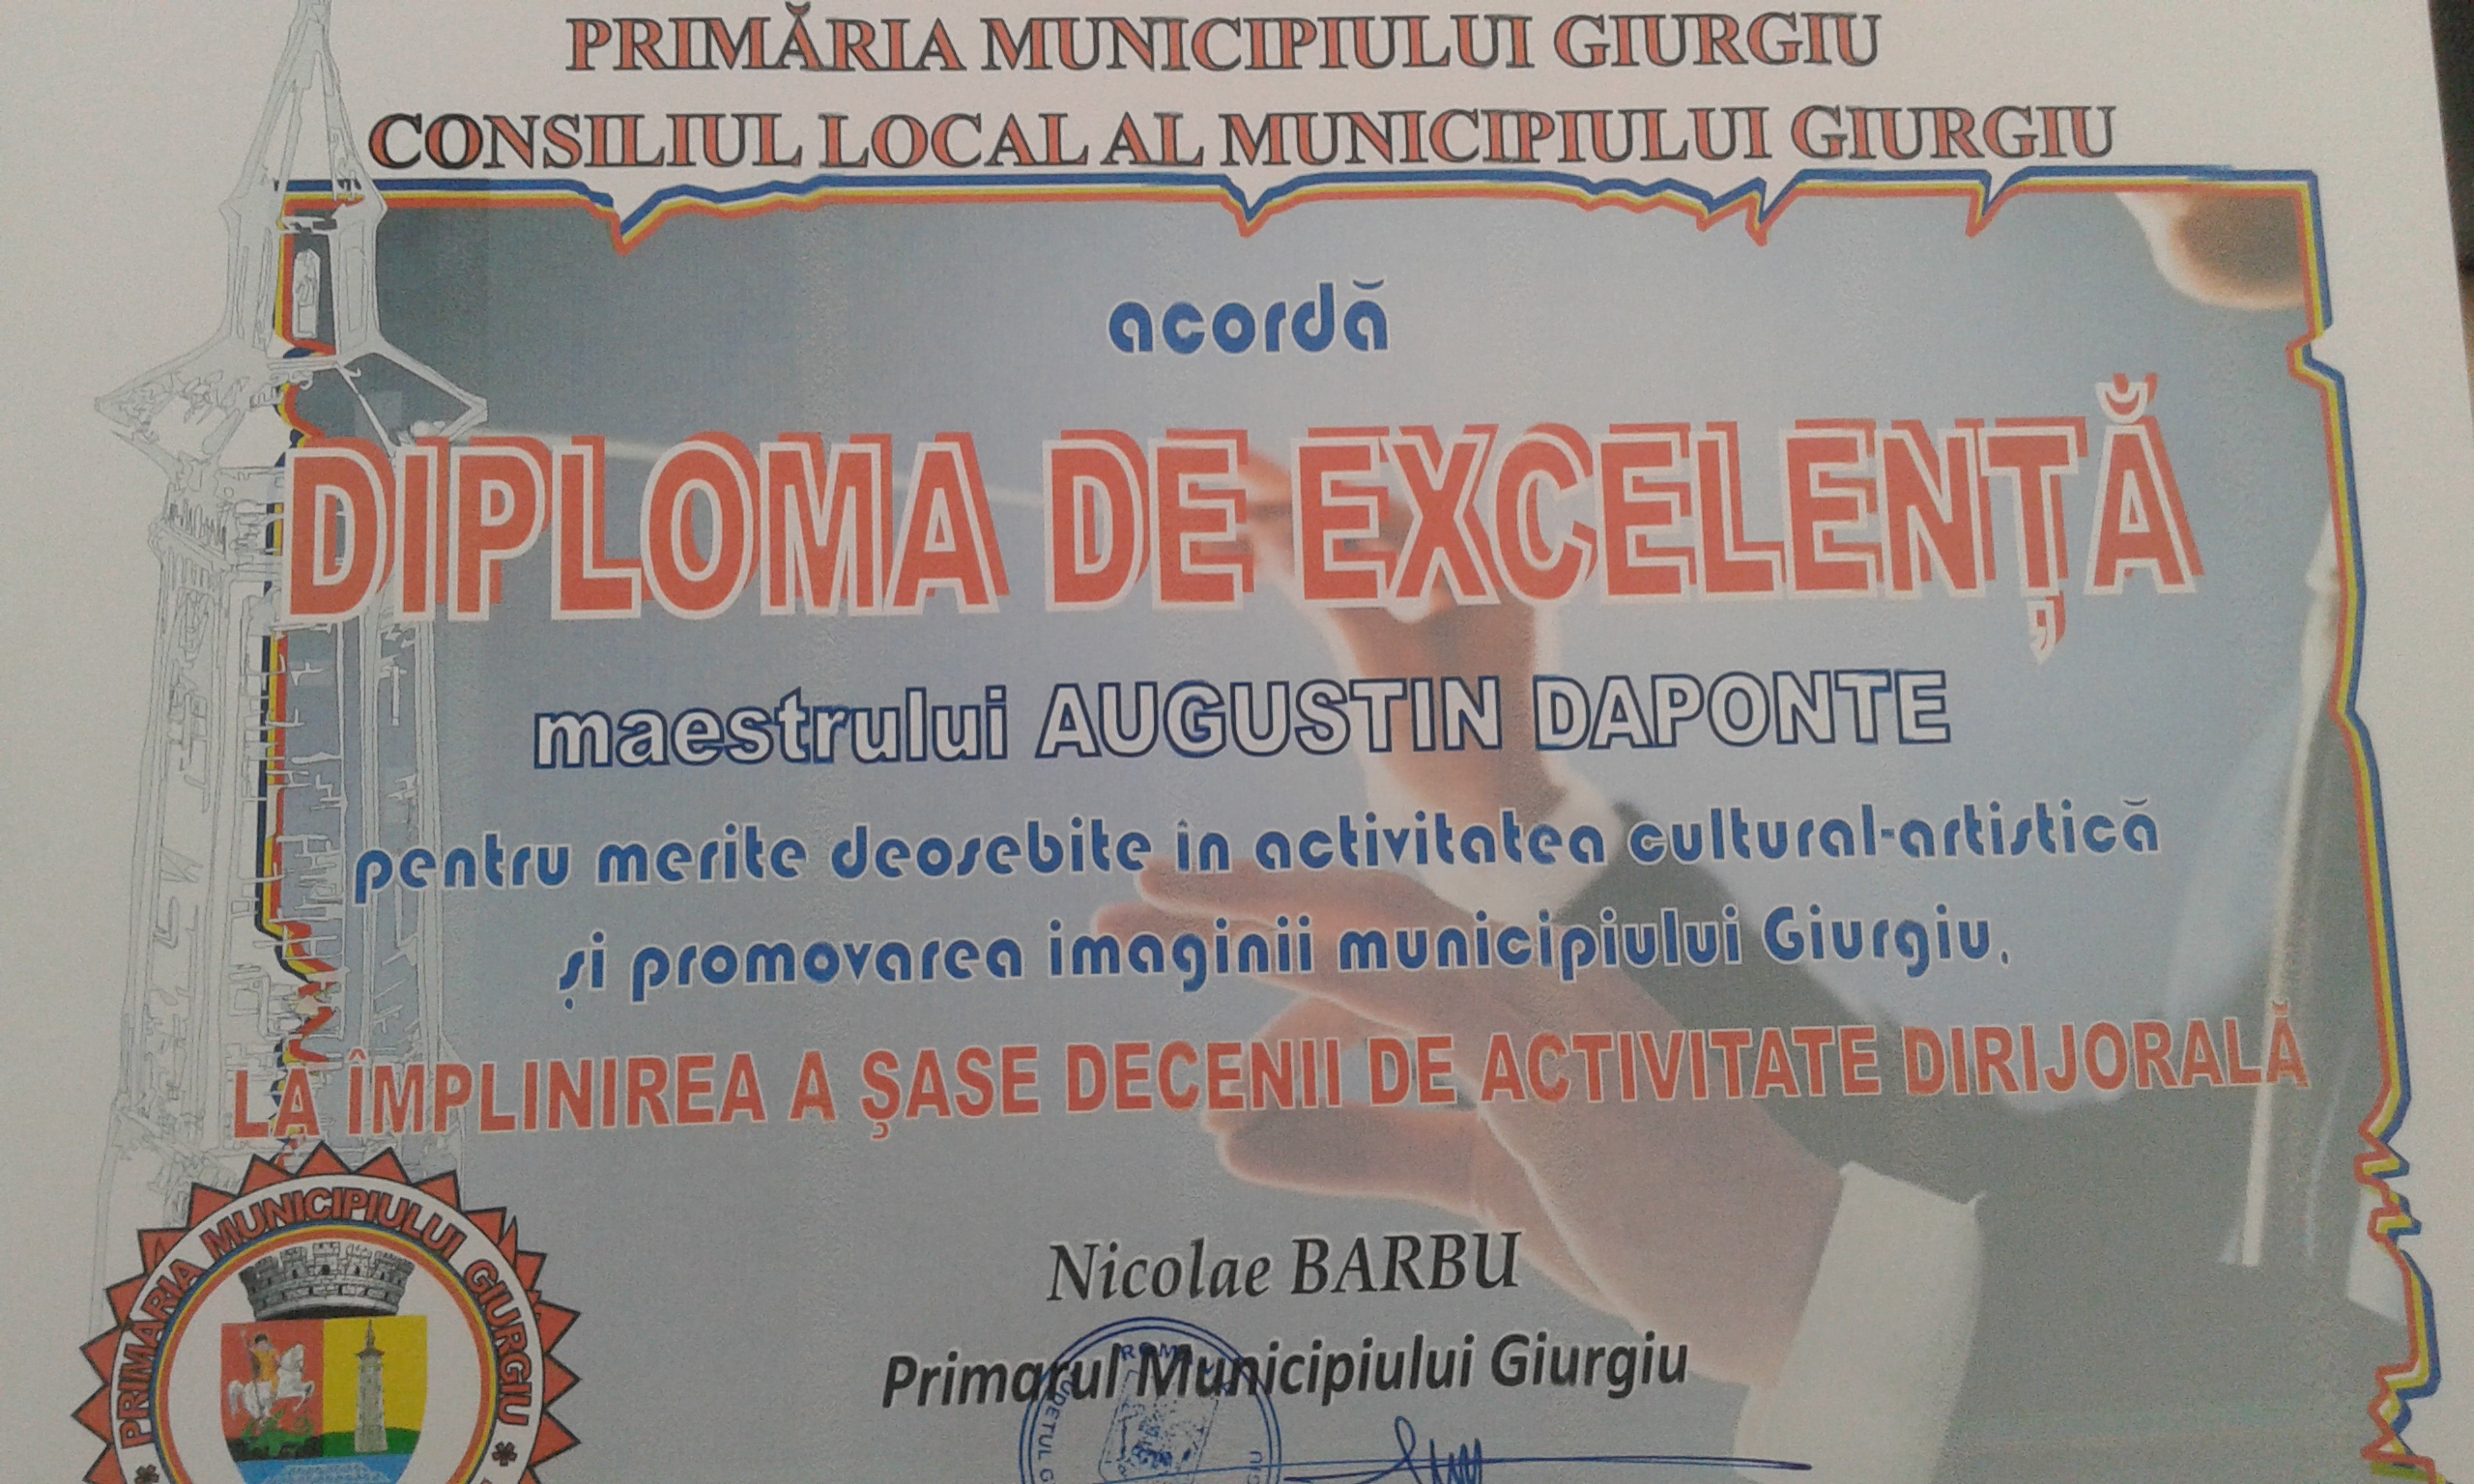 PRIMĂRIA MUNICIPIULUI GIURGIU
CONSILIUL LOCAL AL MUNICIPIULUI GIURGIU
acordă
DIPLOMA DE EXCELENȚĂ
maestrului AUGUSTIN DAPONTE
pentru merite deosebite în activitatea cultural-artistică
și promovarea imaginii municipiului Giurgiu,
LA ÎMPLINIREA A ŞASE DECENII DE ACTIVITATE DIRIJORALĂ
PRIMĂRIA MUNICIPIULUI GIURGIU
Nicolae BARBU
Primarul Municipiului Giurgiu